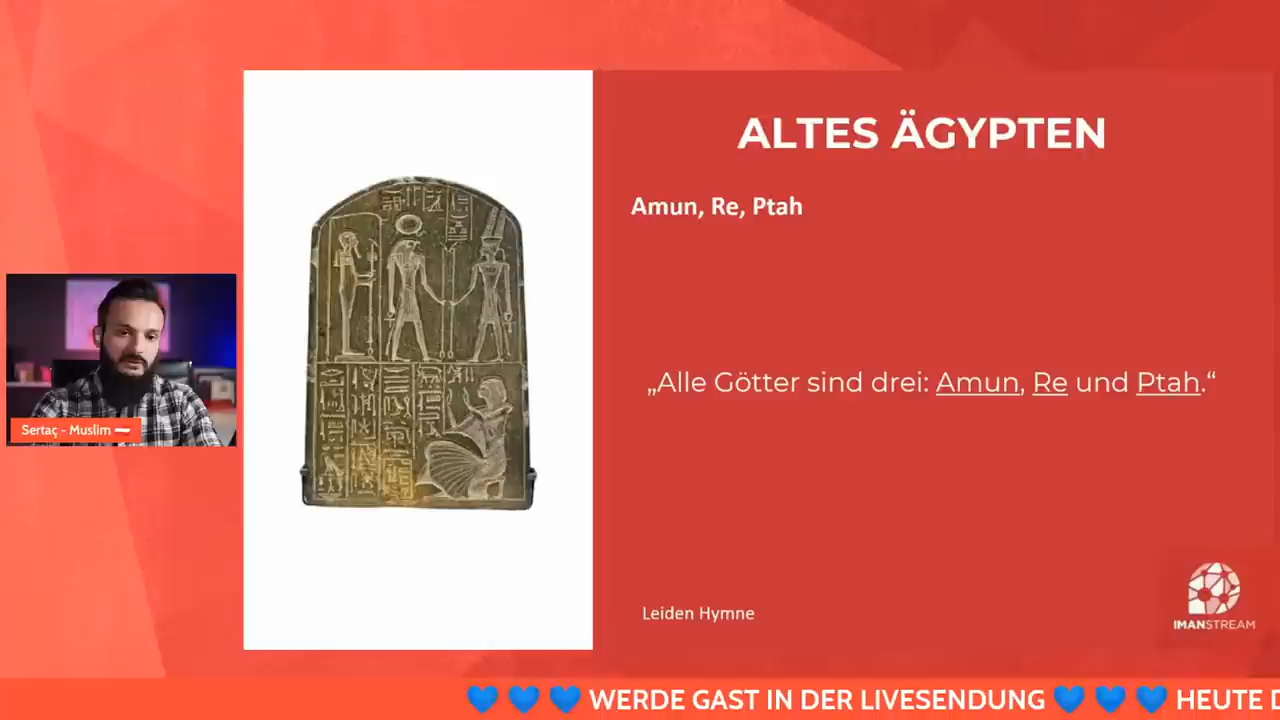 ALTES ÄGYPTEN
Amun, Re, Ptah
„Alle Götter sind drei: Amun, Re und Ptah.“
Sertaç - Muslim
Leiden Hymne
IMANSTREAM
💙 💙 💙 WERDE GAST IN DER LIVESENDUNG 💙 💙 💙 HEUTE